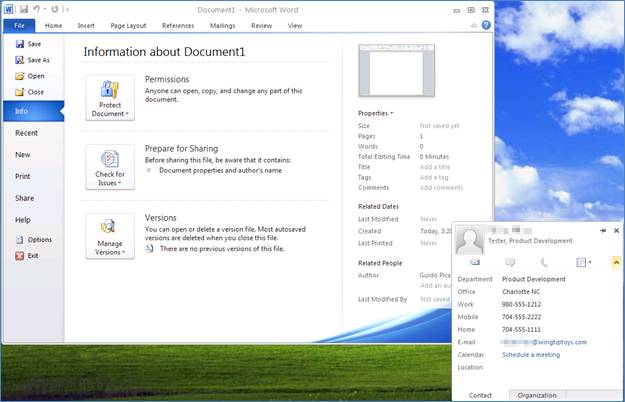 Document1 - Microsoft Word
File Home Insert Page Layout References Mailings Review View
Save
Save As
Open
Close
Info
Recent
New
Print
Share
Help
Options
Exit
Information about Document1
Protect Document
Permissions
Anyone can open, copy, and change any part of this
document.
Check for Issues
Prepare for Sharing
Before sharing this file, be aware that it contains:
Document properties and author's name
Manage Versions
Versions
You can open or delete a version file. Most autosaved
versions are deleted when you close this file.
There are no previous versions of this file.
Properties
Size Not saved yet
Pages 1
Words 0
Total Editing Time 0 Minutes
Title Add a title
Tags Add a tag
Comments Add comments
Related Dates
Last Modified Never
Created Today, 3:2
Last Printed Never
Related People
Author Guido Pica
Add an au
Last Modified By Not saved
Tester, Product Development
Department Product Development
Office Charlotte NC
Work 980-555-1212
Mobile 704-555-2222
Home 704-555-1111
E-mail @wingtiptoys.com
Calendar Schedule a meeting
Location
Contact Organization